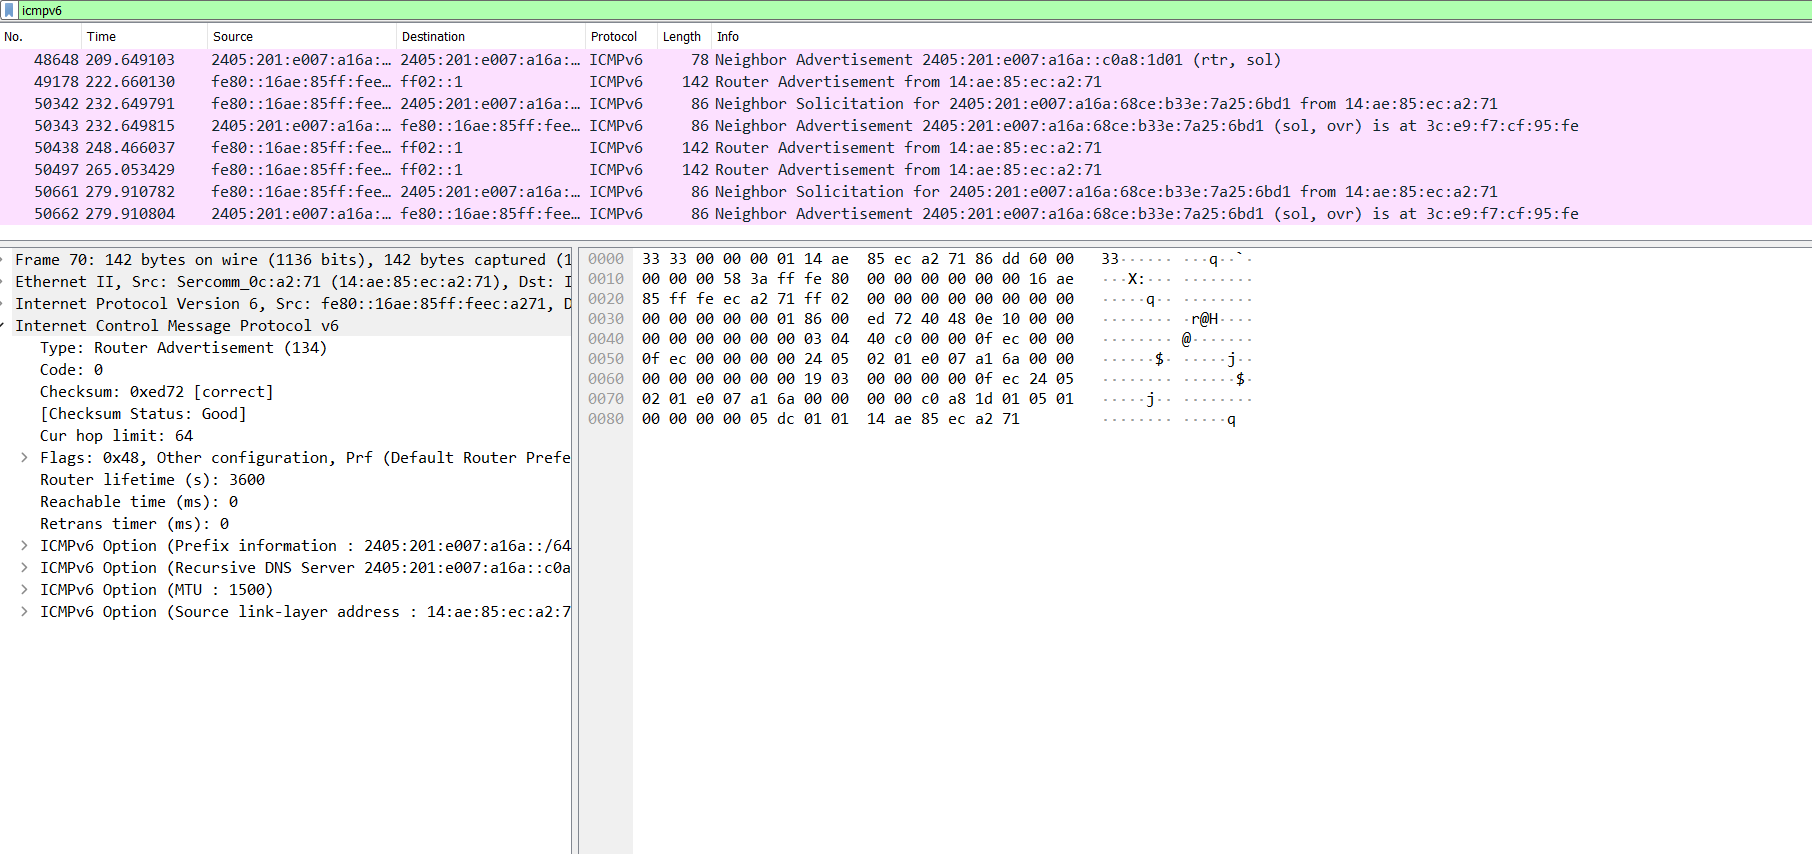 icmpv6
No. Time Source Destination Protocol Length Info
48648 209.649103 2405:201:e007:a16a:… 2405:201:e007:a16a:… ICMPv6 78 Neighbor Advertisement 2405:201:e007:a16a::c0a8:1d01 (rtr, sol)
49178 222.660130 fe80::16ae:85ff:fee… ff02::1 ICMPv6 142 Router Advertisement from 14:ae:85:ec:a2:71
50342 232.649791 fe80::16ae:85ff:fee… 2405:201:e007:a16a:… ICMPv6 86 Neighbor Solicitation for 2405:201:e007:a16a:68ce:b33e:7a25:6bd1 from 14:ae:85:ec:a2:71
50343 232.649815 2405:201:e007:a16a:… fe80::16ae:85ff:fee… ICMPv6 86 Neighbor Advertisement 2405:201:e007:a16a:68ce:b33e:7a25:6bd1 (sol, ovr) is at 3c:e9:f7:cf:95:fe
50438 248.466037 fe80::16ae:85ff:fee… ff02::1 ICMPv6 142 Router Advertisement from 14:ae:85:ec:a2:71
50497 265.053429 fe80::16ae:85ff:fee… ff02::1 ICMPv6 142 Router Advertisement from 14:ae:85:ec:a2:71
50661 279.910782 fe80::16ae:85ff:fee… 2405:201:e007:a16a:… ICMPv6 86 Neighbor Solicitation for 2405:201:e007:a16a:68ce:b33e:7a25:6bd1 from 14:ae:85:ec:a2:71
50662 279.910804 2405:201:e007:a16a:… fe80::16ae:85ff:fee… ICMPv6 86 Neighbor Advertisement 2405:201:e007:a16a:68ce:b33e:7a25:6bd1 (sol, ovr) is at 3c:e9:f7:cf:95:fe
Frame 70: 142 bytes on wire (1136 bits), 142 bytes captured (1
Ethernet II, Src: Sercomm_0c:a2:71 (14:ae:85:ec:a2:71), Dst: I
Internet Protocol Version 6, Src: fe80::16ae:85ff:feec:a271, D
Internet Control Message Protocol v6
Type: Router Advertisement (134)
Code: 0
Checksum: 0xed72 [correct]
[Checksum Status: Good]
Cur hop limit: 64
Flags: 0x48, Other configuration, Prf (Default Router Prefe
Router lifetime (s): 3600
Reachable time (ms): 0
Retrans timer (ms): 0
ICMPv6 Option (Prefix information : 2405:201:e007:a16a::/64
ICMPv6 Option (Recursive DNS Server 2405:201:e007:a16a::c0a
ICMPv6 Option (MTU : 1500)
ICMPv6 Option (Source link-layer address : 14:ae:85:ec:a2:7
0000 33 33 00 00 00 01 14 ae 85 ec a2 71 86 dd 60 00 33······ ···q··`·
0010 00 00 00 58 3a ff fe 80 00 00 00 00 00 00 16 ae ···X:··· ········
0020 85 ff fe ec a2 71 ff 02 00 00 00 00 00 00 00 00 ·····q·· ········
0030 00 00 00 00 00 01 86 00 ed 72 40 48 0e 10 00 00 ········ ·r@H····
0040 00 00 00 00 00 00 03 04 40 c0 00 00 0f ec 00 00 ········ @·······
0050 0f ec 00 00 00 00 24 05 02 01 e0 07 a1 6a 00 00 ······$· ·····j··
0060 00 00 00 00 00 00 19 03 00 00 00 00 0f ec 24 05 ········ ······$·
0070 02 01 e0 07 a1 6a 00 00 00 00 c0 a8 1d 01 05 01 ·····j·· ········
0080 00 00 00 00 05 dc 01 01 14 ae 85 ec a2 71 ········ ·····q